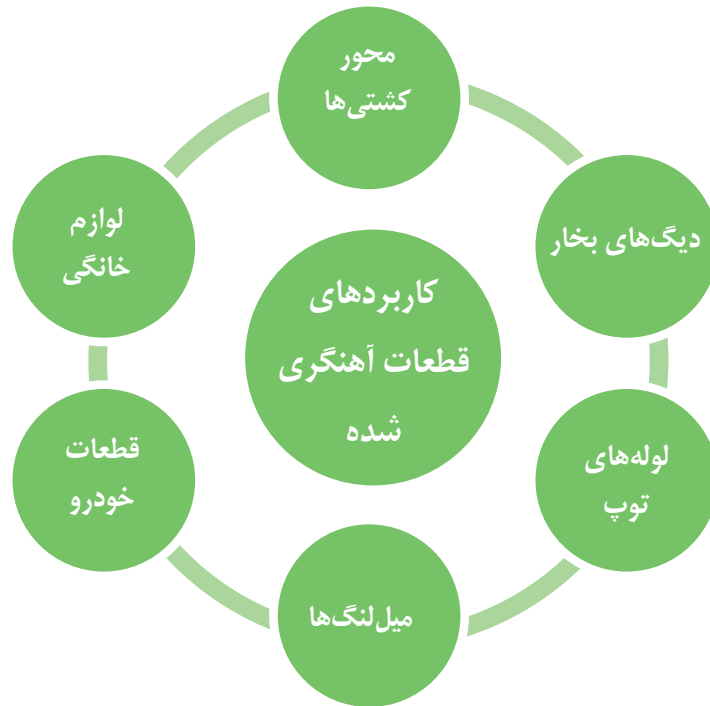 محور
کشتی‌ها
دیگ‌های بخار
لوله‌های
توپ
میل‌لنگ‌ها
قطعات
خودرو
لوازم
خانگی
کاربردهای
قطعات آهنگری
شده